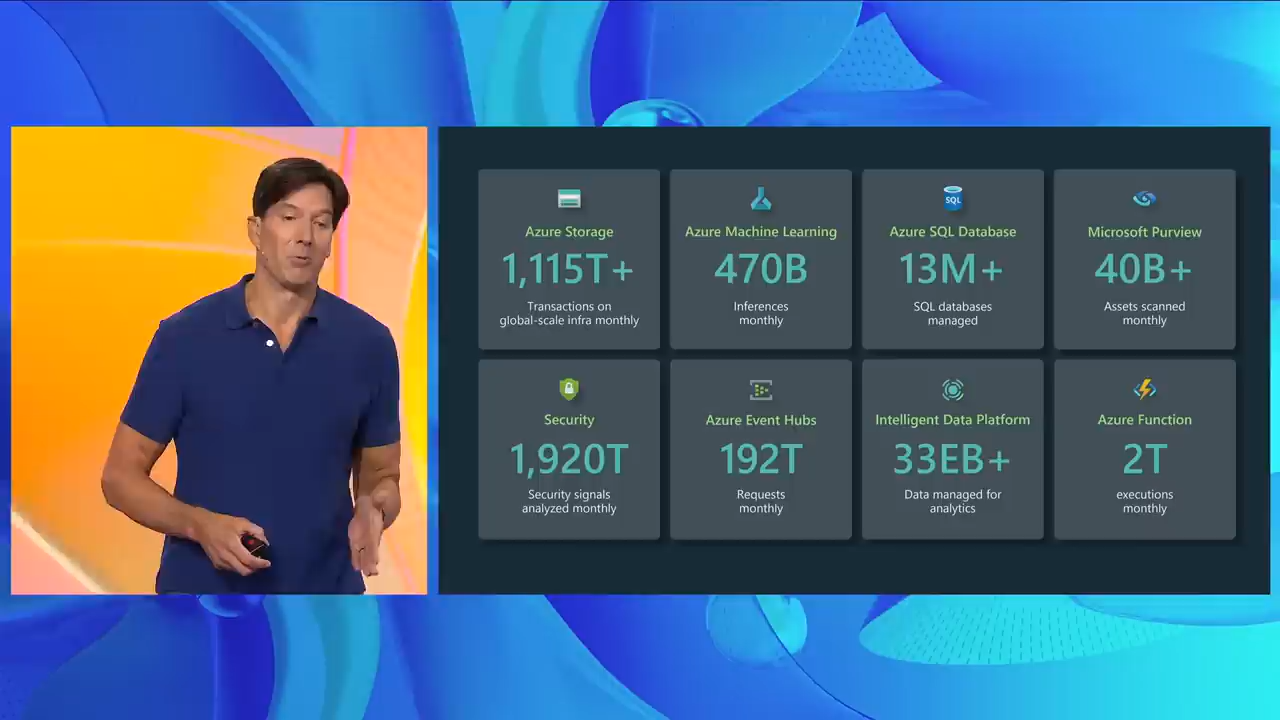 Azure Storage
1,115T+
Transactions on
global-scale infra monthly
Azure Machine Learning
470B
Inferences
monthly
SQL
Azure SQL Database
13M+
SQL databases
managed
Microsoft Purview
40B+
Assets scanned
monthly
Security
1,920T
Security signals
analyzed monthly
Azure Event Hubs
192T
Requests
monthly
Intelligent Data Platform
33EB+
Data managed for
analytics
Azure Function
2T
executions
monthly